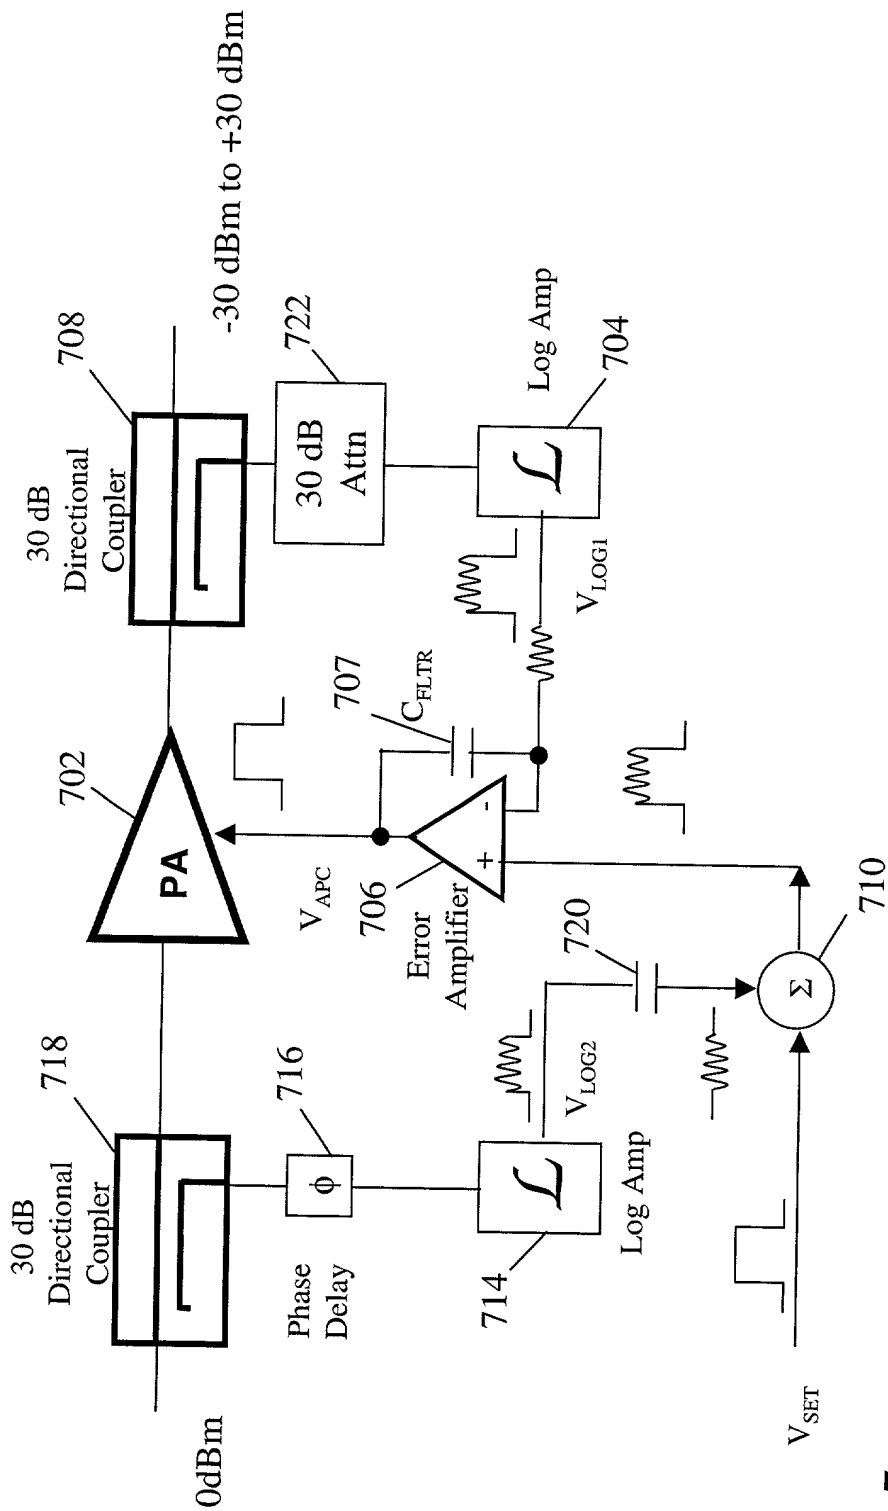 30 dB
Directional
Coupler
718
0dBm
PA
702
30 dB
Directional
Coupler
708
-30 dBm to +30 dBm
Phase
Delay
ϕ
716
30 dB
Attn
722
V_APC
706
Error
Amplifier
+
-
707
C_FLTR
ℒ
Log Amp
704
V_LOG1
ℒ
Log Amp
714
V_LOG2
720
Σ
710
V_SET